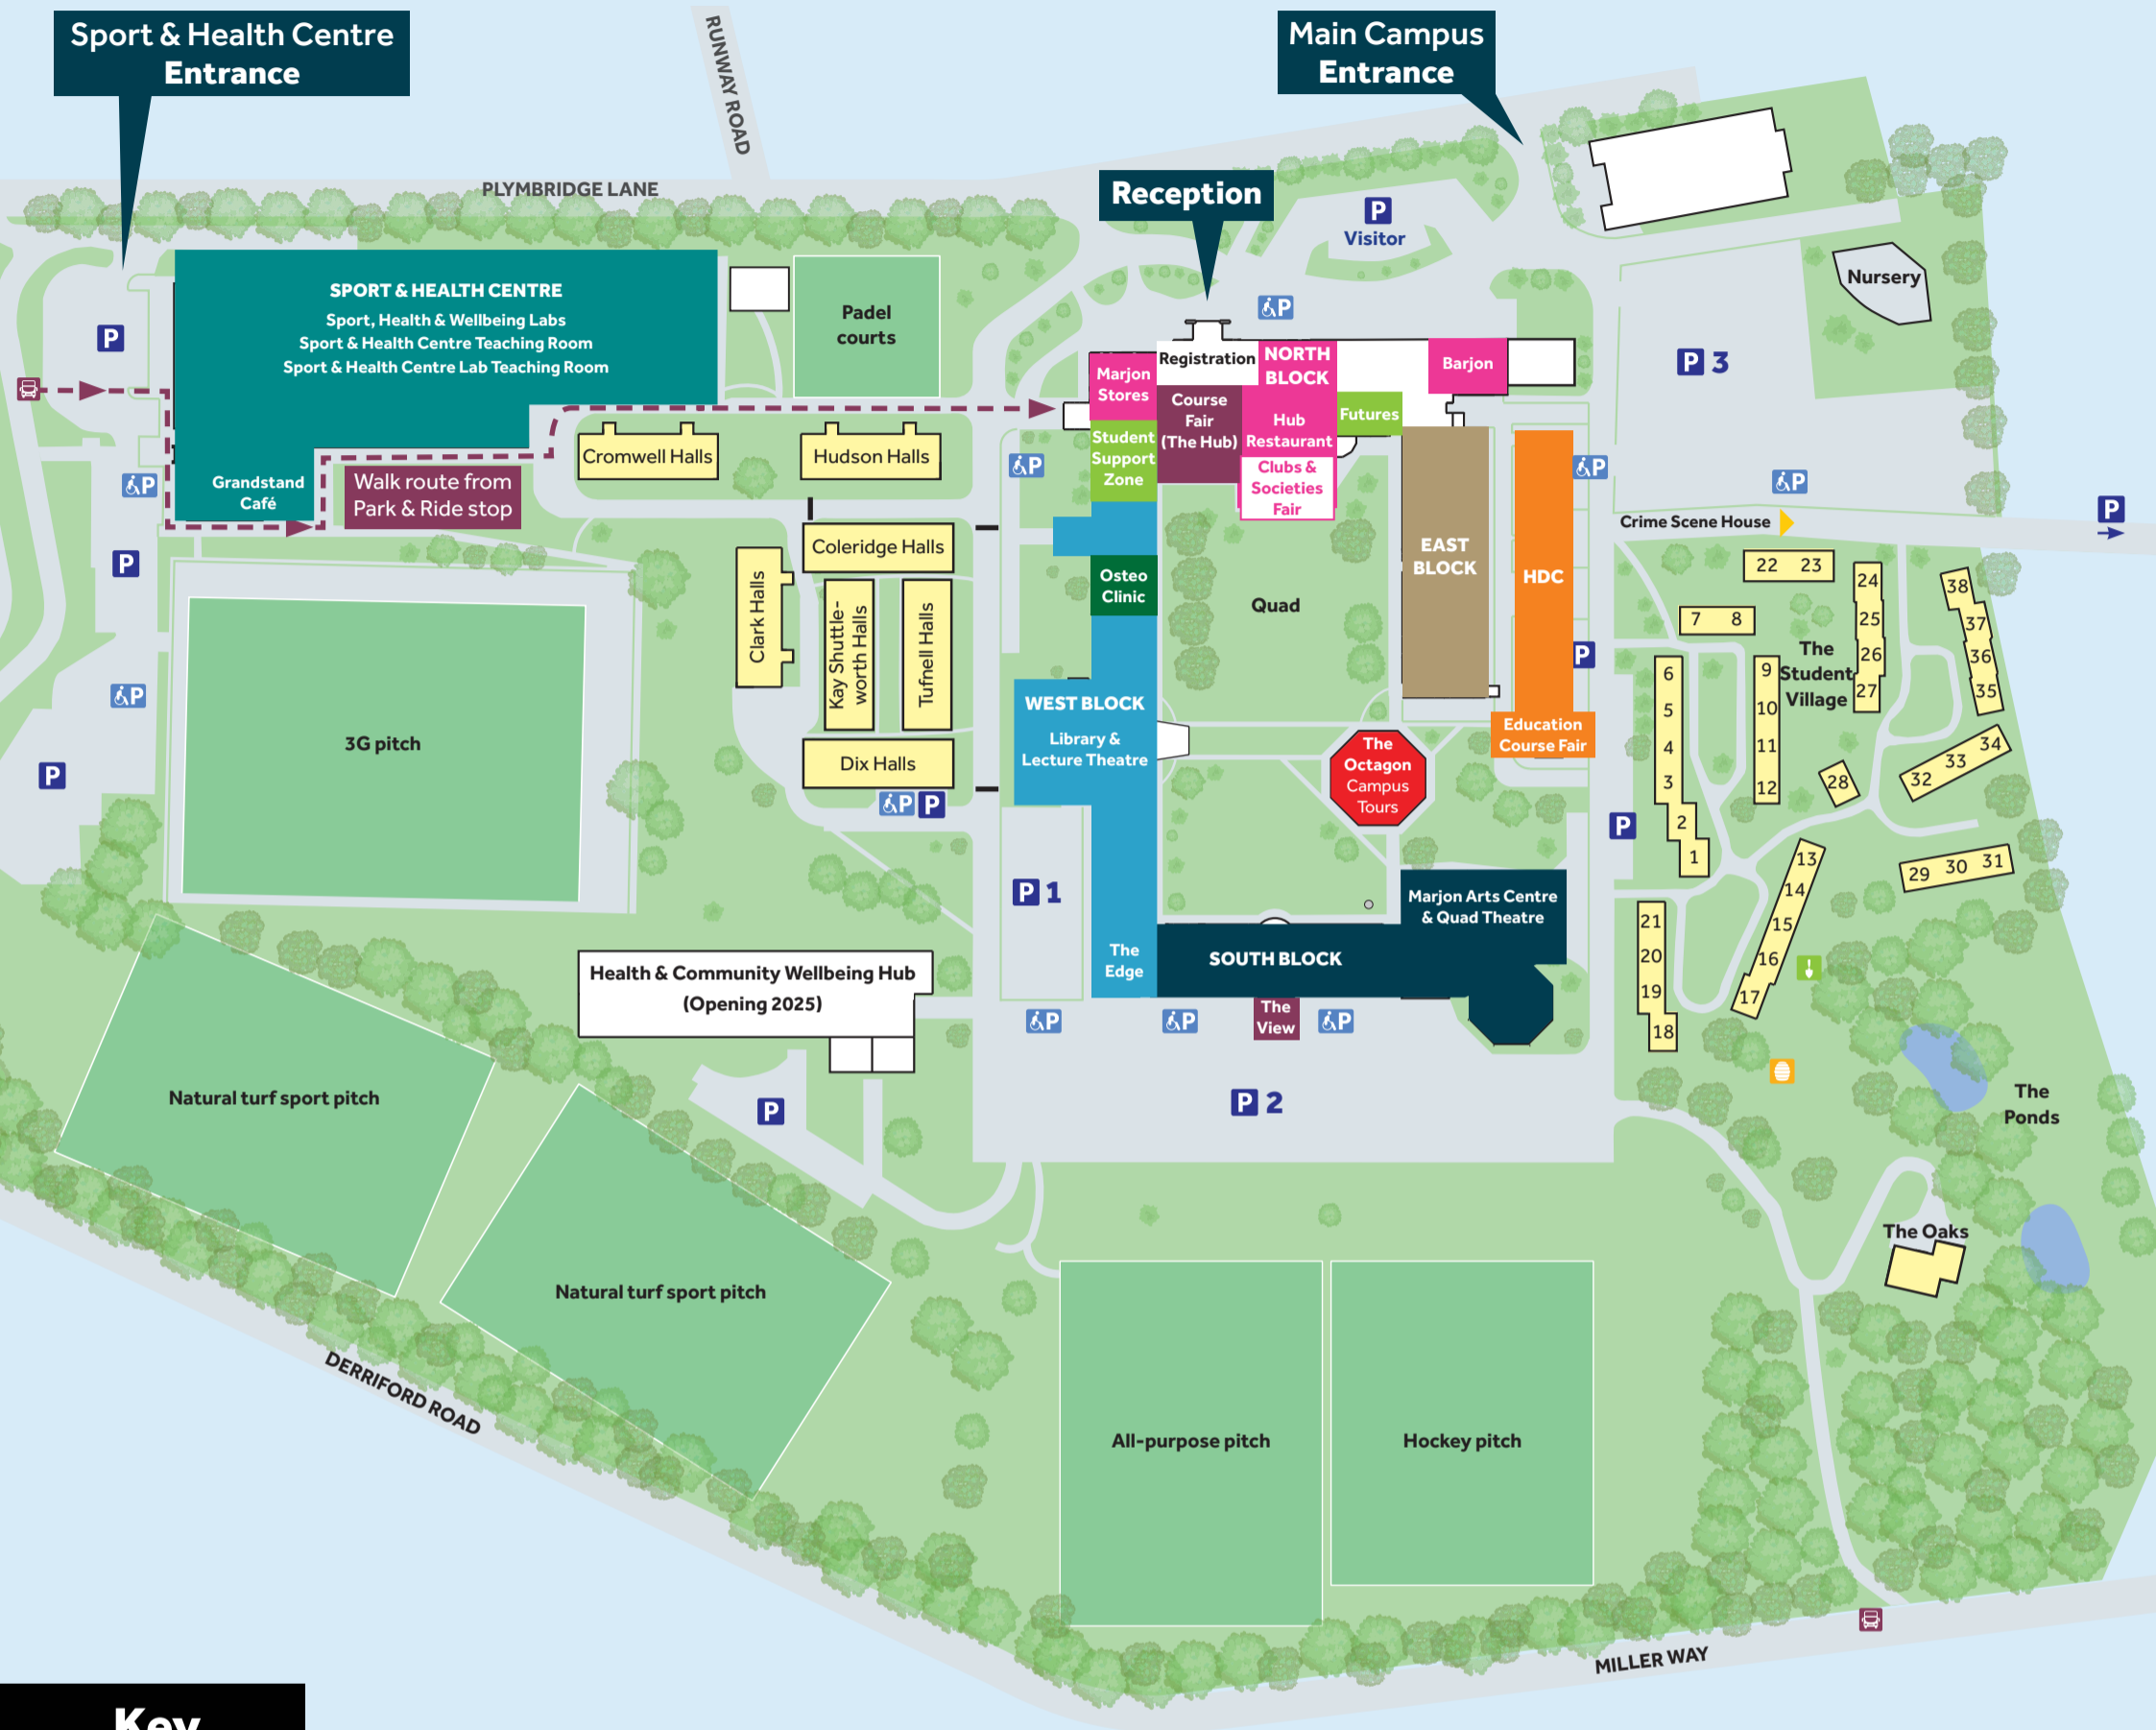 Sport & Health Centre
Entrance
RUNWAY ROAD
Main Campus
Entrance
PLYMBRIDGE LANE
Reception
P
Visitor
SPORT & HEALTH CENTRE
Sport, Health & Wellbeing Labs
Sport & Health Centre Teaching Room
Sport & Health Centre Lab Teaching Room
Grandstand
Café
P
P
P
P
P
Walk route from
Park & Ride stop
Padel
courts
Cromwell Halls
Hudson Halls
Coleridge Halls
Clark Halls
Kay Shuttle-
worth Halls
Tufnell Halls
Dix Halls
P
P
P
P
Registration
NORTH
BLOCK
Barjon
Marjon
Stores
Course
Fair
(The Hub)
Hub
Restaurant
Futures
Student
Support
Zone
Clubs &
Societies
Fair
Osteo
Clinic
Quad
EAST
BLOCK
HDC
P
P
Education
Course Fair
WEST BLOCK
Library &
Lecture Theatre
The
Octagon
Campus
Tours
P 1
The
Edge
SOUTH BLOCK
Marjon Arts Centre
& Quad Theatre
P
P
The
View
P
P 2
Nursery
P 3
P
P
Crime Scene House
22 23
7 8
24
25
26
27
38
37
36
35
The
Student
Village
6
5
4
3
2
1
9
10
11
12
28
34
33
32
P
13
14
15
16
17
29 30 31
21
20
19
18
The
Ponds
The Oaks
3G pitch
Health & Community Wellbeing Hub
(Opening 2025)
P
Natural turf sport pitch
Natural turf sport pitch
All-purpose pitch
Hockey pitch
DERRIFORD ROAD
MILLER WAY
Key